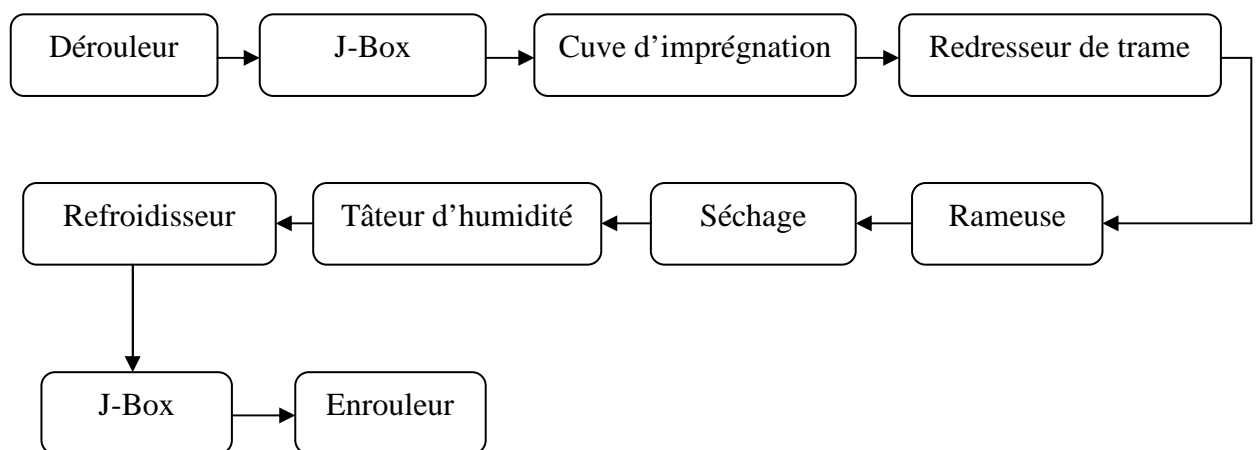 Dérouleur
J-Box
Cuve d’imprégnation
Redresseur de trame
Rameuse
Séchage
Tâteur d’humidité
Refroidisseur
J-Box
Enrouleur